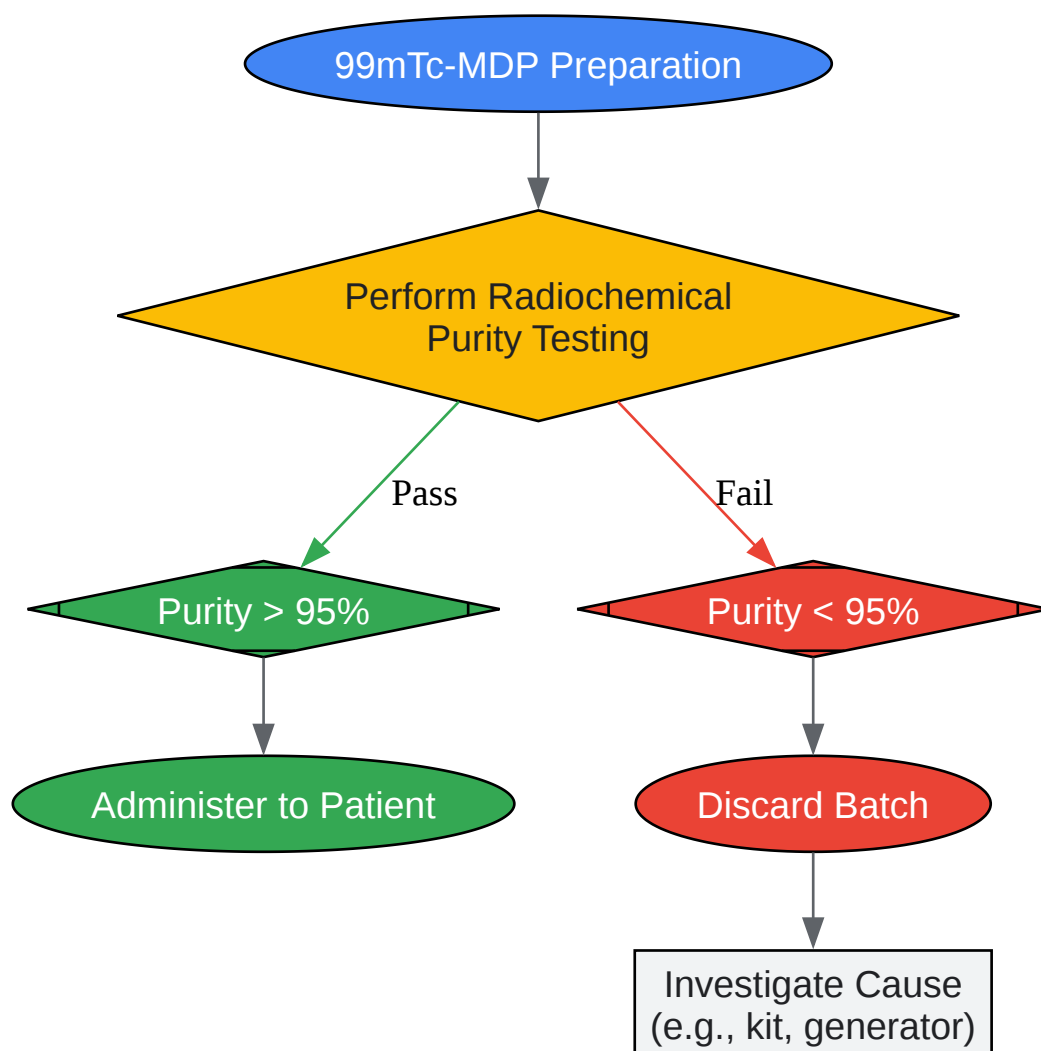 99mTc-MDP Preparation
Perform Radiochemical
Purity Testing
Pass
Fail
Purity > 95%
Purity < 95%
Administer to Patient
Discard Batch
Investigate Cause
(e.g., kit, generator)